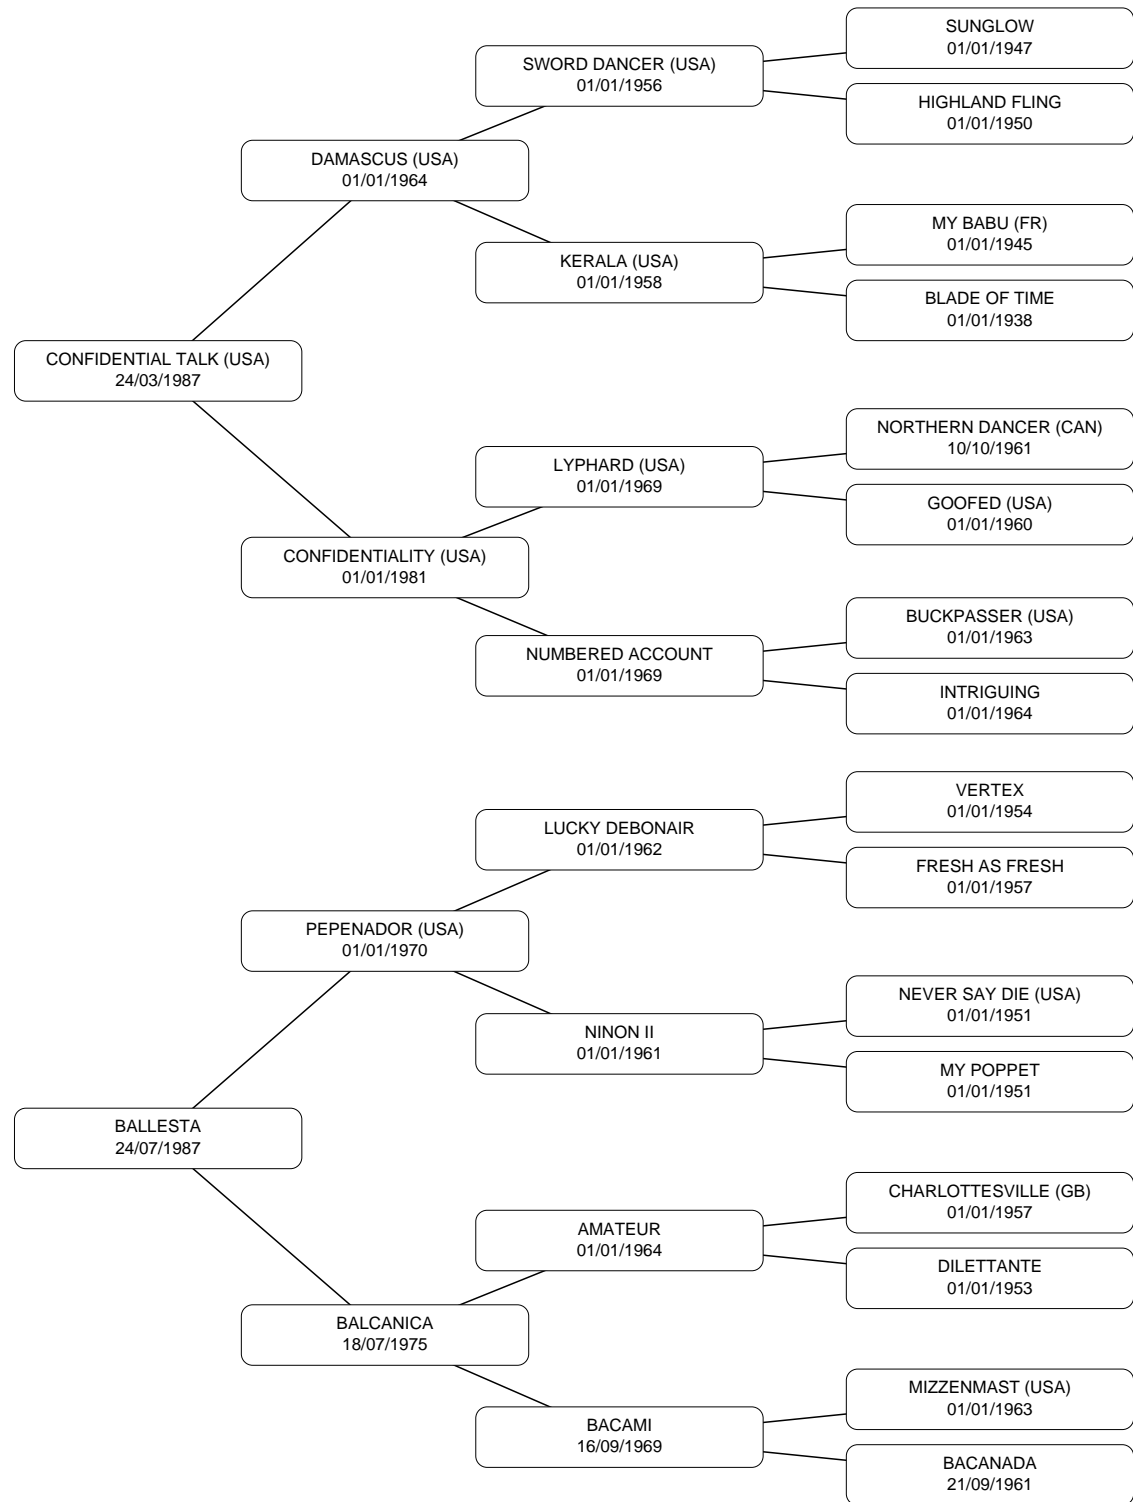 SUNGLOW
01/01/1947
SWORD DANCER (USA)
01/01/1956
HIGHLAND FLING
01/01/1950
DAMASCUS (USA)
01/01/1964
MY BABU (FR)
01/01/1945
KERALA (USA)
01/01/1958
BLADE OF TIME
01/01/1938
CONFIDENTIAL TALK (USA)
24/03/1987
NORTHERN DANCER (CAN)
10/10/1961
LYPHARD (USA)
01/01/1969
GOOFED (USA)
01/01/1960
CONFIDENTIALITY (USA)
01/01/1981
BUCKPASSER (USA)
01/01/1963
NUMBERED ACCOUNT
01/01/1969
INTRIGUING
01/01/1964
VERTEX
01/01/1954
LUCKY DEBONAIR
01/01/1962
FRESH AS FRESH
01/01/1957
PEPENADOR (USA)
01/01/1970
NEVER SAY DIE (USA)
01/01/1951
NINON II
01/01/1961
MY POPPET
01/01/1951
BALLESTA
24/07/1987
CHARLOTTESVILLE (GB)
01/01/1957
AMATEUR
01/01/1964
DILETTANTE
01/01/1953
BALCANICA
18/07/1975
MIZZENMAST (USA)
01/01/1963
BACAMI
16/09/1969
BACANADA
21/09/1961